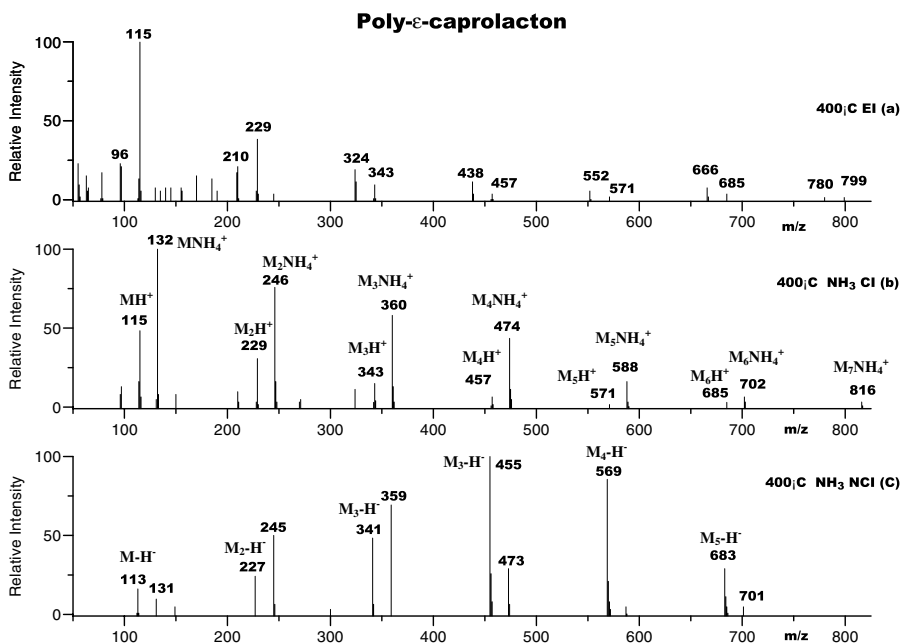 Poly-ε-caprolacton
Relative Intensity
100
50
0
115
96
210
229
324
343
438
457
552
571
666
685
780
799
400¡C EI (a)
100 200 300 400 500 600 700 800
m/z
Relative Intensity
100
50
0
MH⁺
115
132 MNH₄⁺
M₂H⁺
229
M₂NH₄⁺
246
M₃H⁺
343
M₃NH₄⁺
360
M₄H⁺
457
M₄NH₄⁺
474
M₅H⁺
571
M₅NH₄⁺
588
M₆H⁺
685
M₆NH₄⁺
702
M₇NH₄⁺
816
400¡C NH₃ CI (b)
100 200 300 400 500 600 700 800
m/z
Relative Intensity
100
50
0
M-H⁻
113
131
M₂-H⁻
227
245
M₃-H⁻
341
359
M₃-H⁻ 455
473
M₄-H⁻
569
M₅-H⁻
683
701
400¡C NH₃ NCI (C)
100 200 300 400 500 600 700 800
m/z